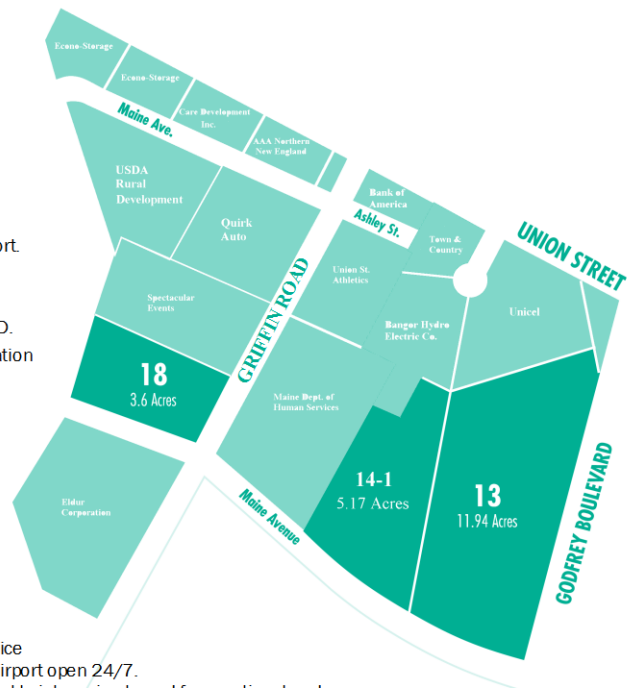 Econo-Storage
Econo-Storage
Maine Ave.
Care Development
Inc.
AAA Northern
New England
USDA
Rural
Development
Quirk
Auto
Bank of
America
Ashley St.
Town &
Country
UNION STREET
ort.
Union St.
Athletics
GRIFFIN ROAD
Spectacular
Events
Bangor Hydro
Electric Co.
Unicel
D.
ation
18
3.6 Acres
Maine Dept. of
Human Services
14-1
5.17 Acres
13
11.94 Acres
GODFREY BOULEVARD
Eldur
Corporation
Maine Avenue
ice
irport open 24/7.